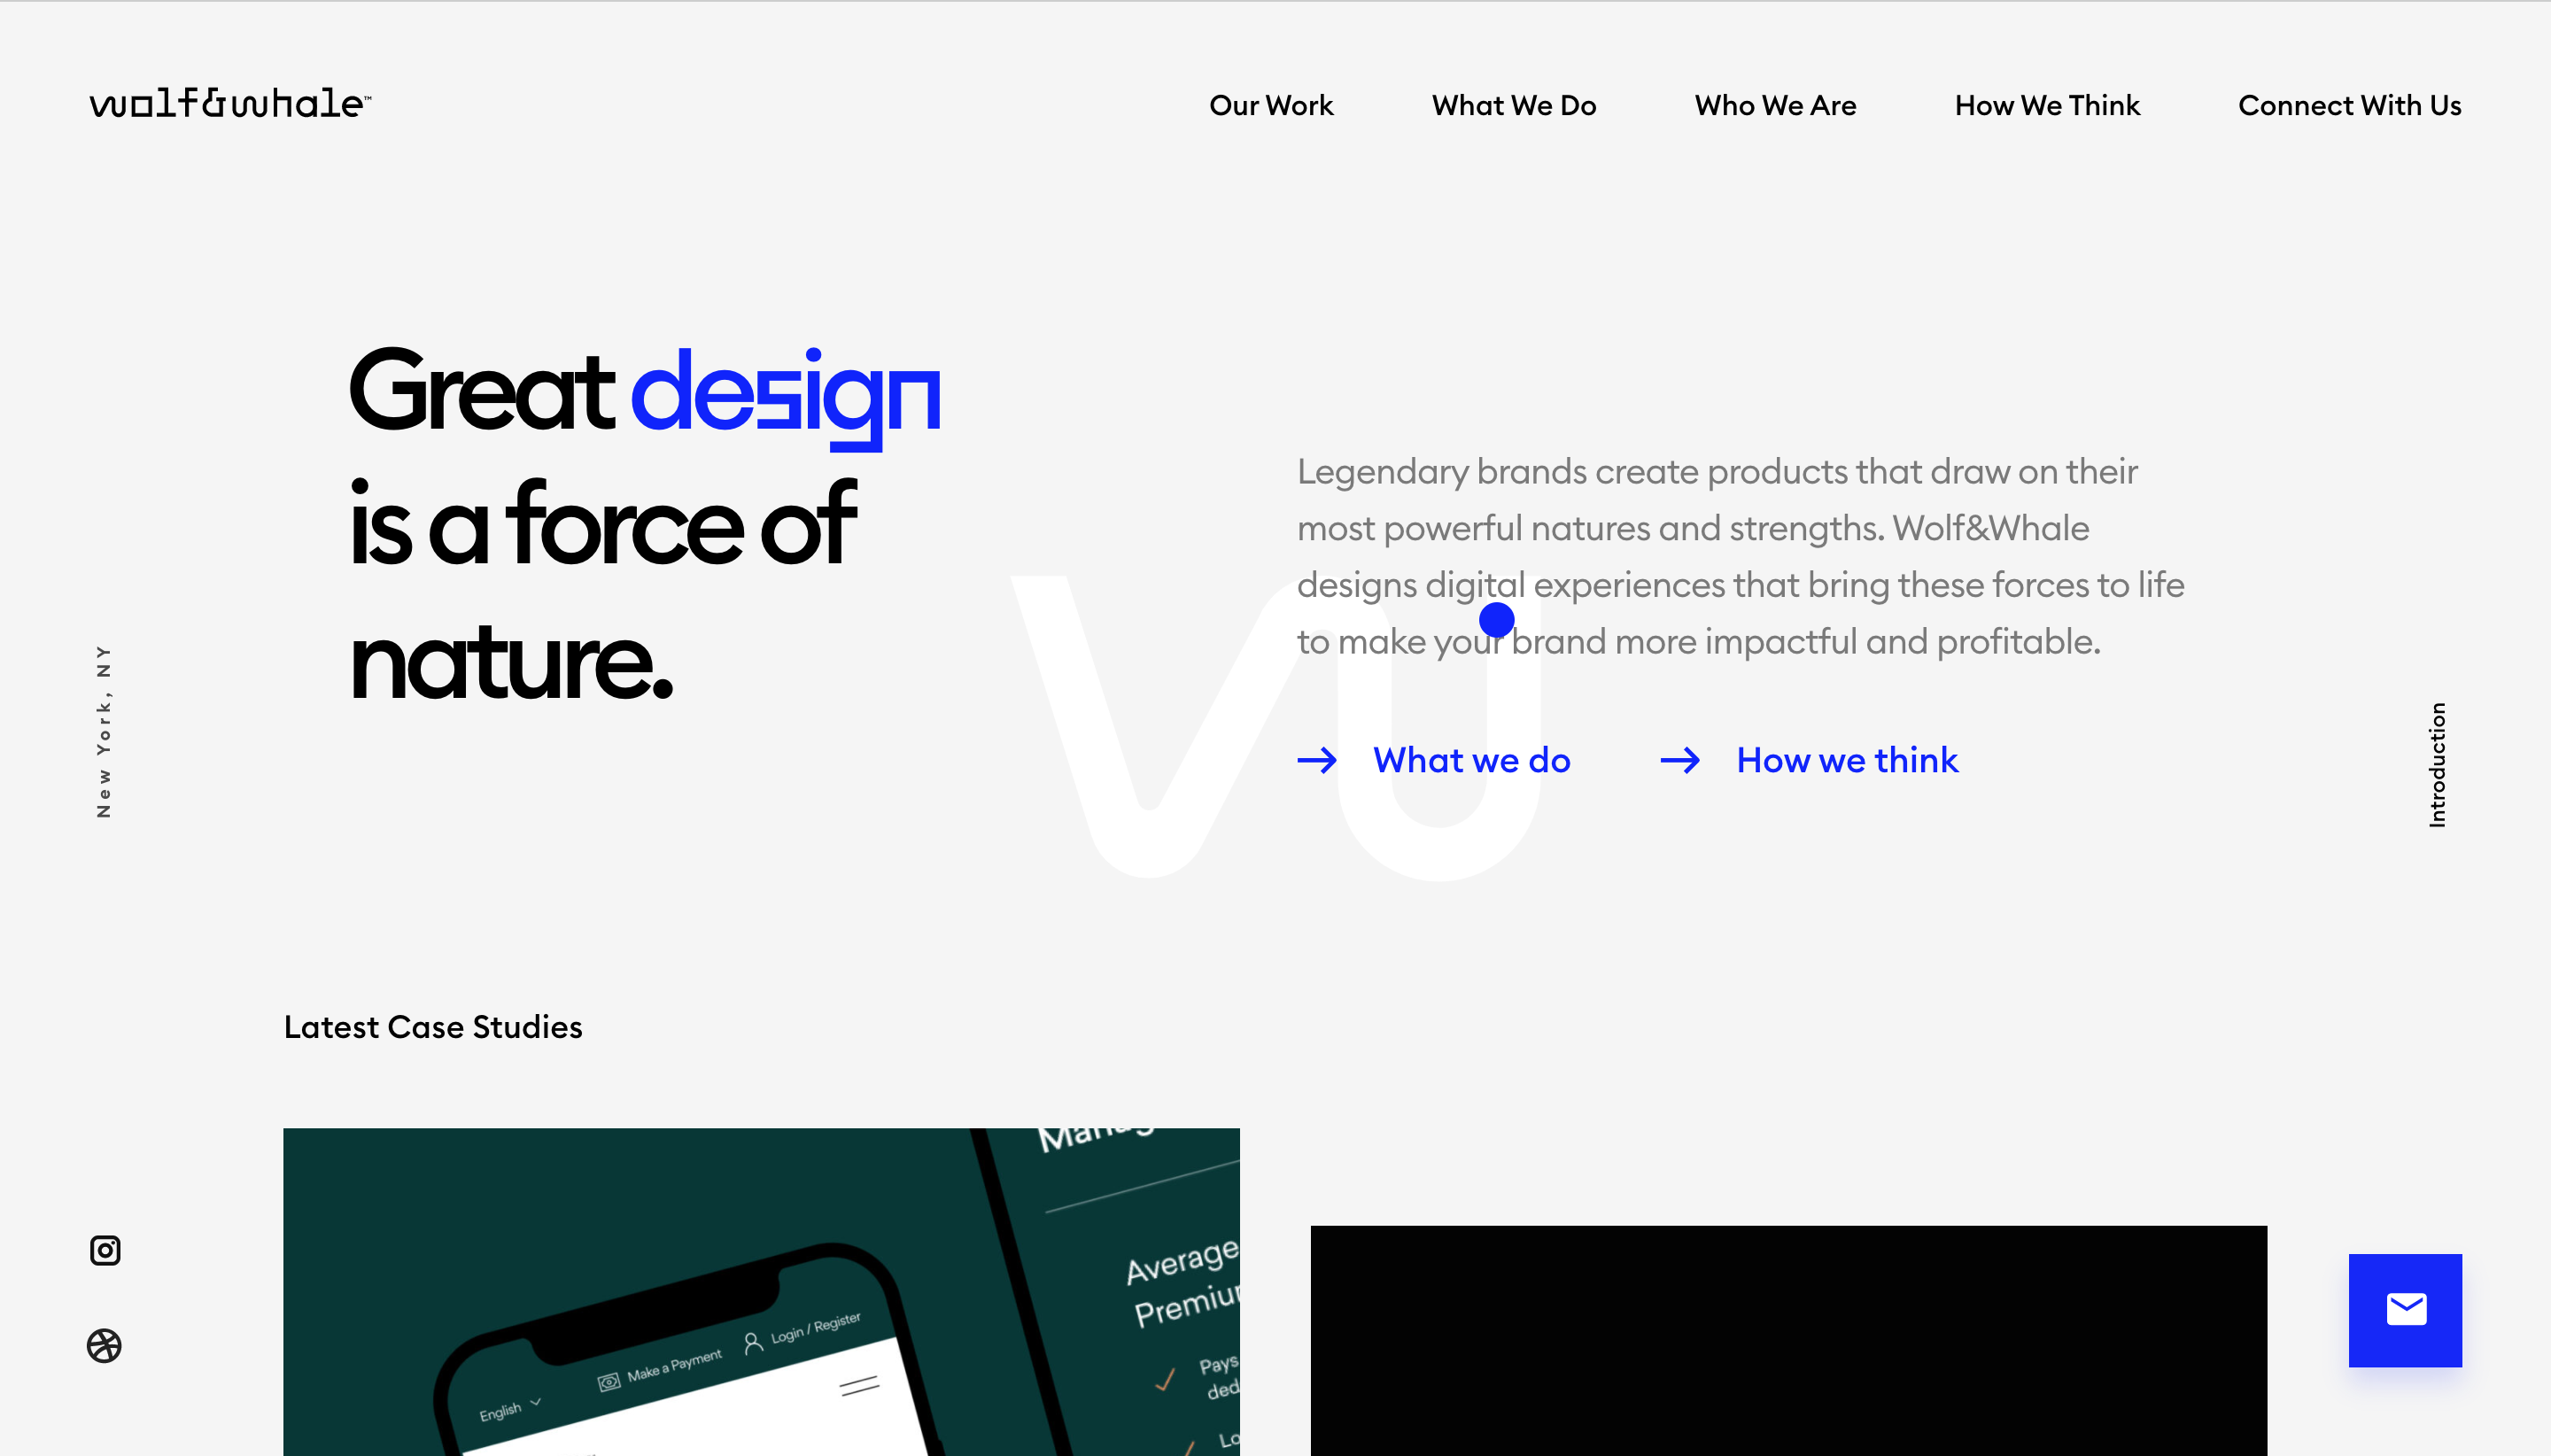 wolf&whale™
Our Work
What We Do
Who We Are
How We Think
Connect With Us
Great design
is a force of
nature.
Legendary brands create products that draw on their
most powerful natures and strengths. Wolf&Whale
designs digital experiences that bring these forces to life
to make your brand more impactful and profitable.
What we do
How we think
New York, NY
Introduction
Latest Case Studies
English
Make a Payment
Login / Register
Average
Pays